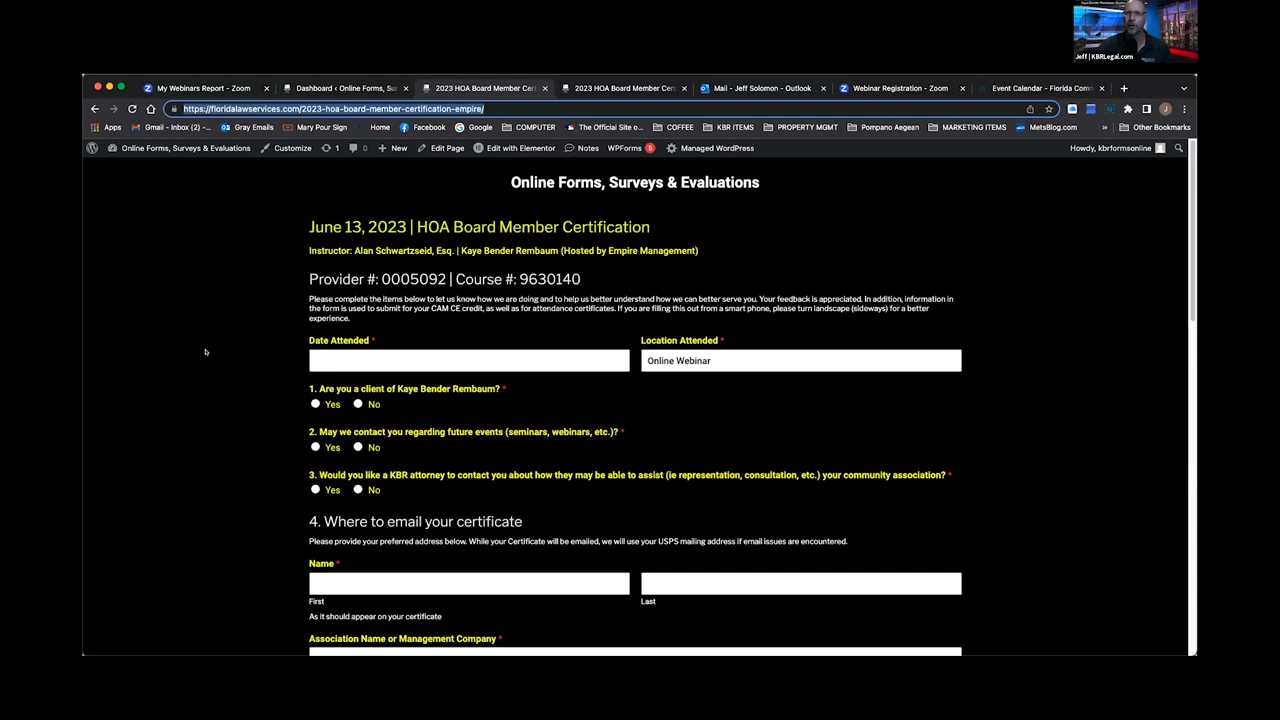 Jeff | KBRLegal.com
My Webinars Report - Zoom
Dashboard ‹ Online Forms, Su
2023 HOA Board Member Cert
2023 HOA Board Member Cer
Mail - Jeff Solomon - Outlook
Webinar Registration - Zoom
Event Calendar - Florida Comm
https://floridalawservices.com/2023-hoa-board-member-certification-empire/
Apps
Gmail - Inbox (2) -...
Gray Emails
Mary Pour Sign
Home
Facebook
Google
COMPUTER
The Official Site o...
COFFEE
KBR ITEMS
PROPERTY MGMT
Pompano Aegean
MARKETING ITEMS
MetsBlog.com
»
Other Bookmarks
Online Forms, Surveys & Evaluations
Customize
1
0
New
Edit Page
Edit with Elementor
Notes
WPForms 5
Managed WordPress
Howdy, kbrformsonline
Online Forms, Surveys & Evaluations
June 13, 2023 | HOA Board Member Certification
Instructor: Alan Schwartzseid, Esq. | Kaye Bender Rembaum (Hosted by Empire Management)
Provider #: 0005092 | Course #: 9630140
Please complete the items below to let us know how we are doing and to help us better understand how we can better serve you. Your feedback is appreciated. In addition, information in
the form is used to submit for your CAM CE credit, as well as for attendance certificates. If you are filling this out from a smart phone, please turn landscape (sideways) for a better
experience.
Date Attended *
Location Attended *
Online Webinar
1. Are you a client of Kaye Bender Rembaum? *
Yes No
2. May we contact you regarding future events (seminars, webinars, etc.)? *
Yes No
3. Would you like a KBR attorney to contact you about how they may be able to assist (ie representation, consultation, etc.) your community association? *
Yes No
4. Where to email your certificate
Please provide your preferred address below. While your Certificate will be emailed, we will use your USPS mailing address if email issues are encountered.
Name *
First
Last
As it should appear on your certificate
Association Name or Management Company *